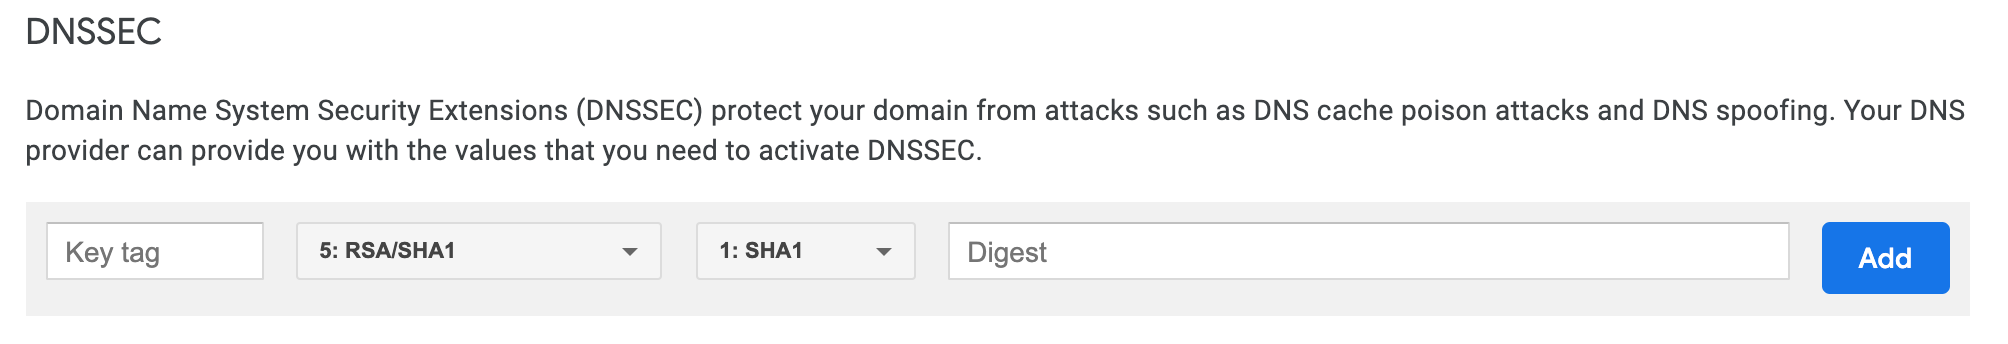 DNSSEC
Domain Name System Security Extensions (DNSSEC) protect your domain from attacks such as DNS cache poison attacks and DNS spoofing. Your DNS
provider can provide you with the values that you need to activate DNSSEC.
Key tag 5: RSA/SHA1 1: SHA1 Digest Add